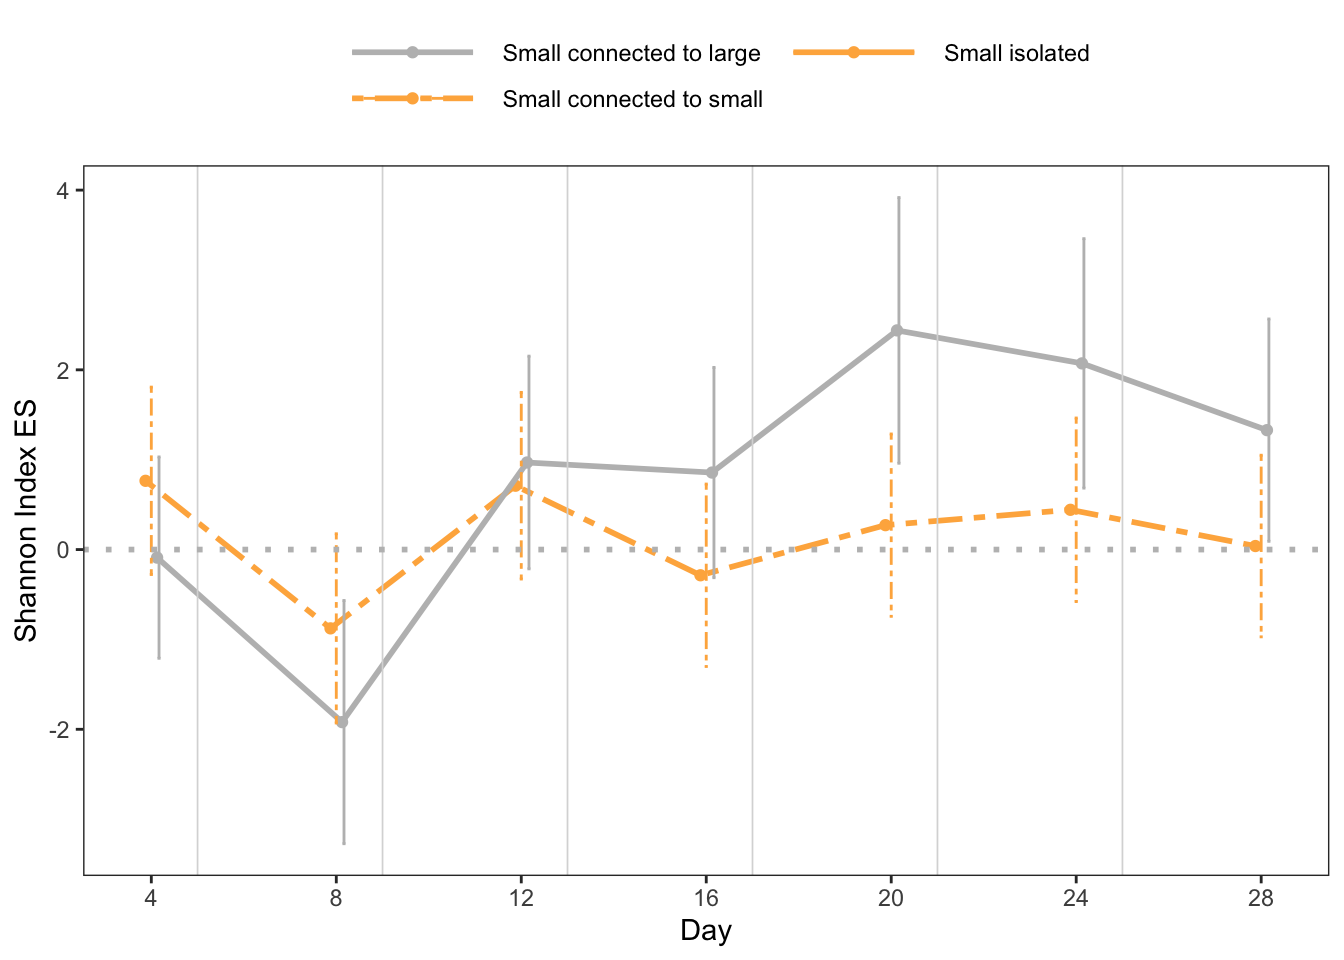 Small connected to large
Small isolated
Small connected to small
Shannon Index ES
4
2
0
-2
4 8 12 16 20 24 28
Day